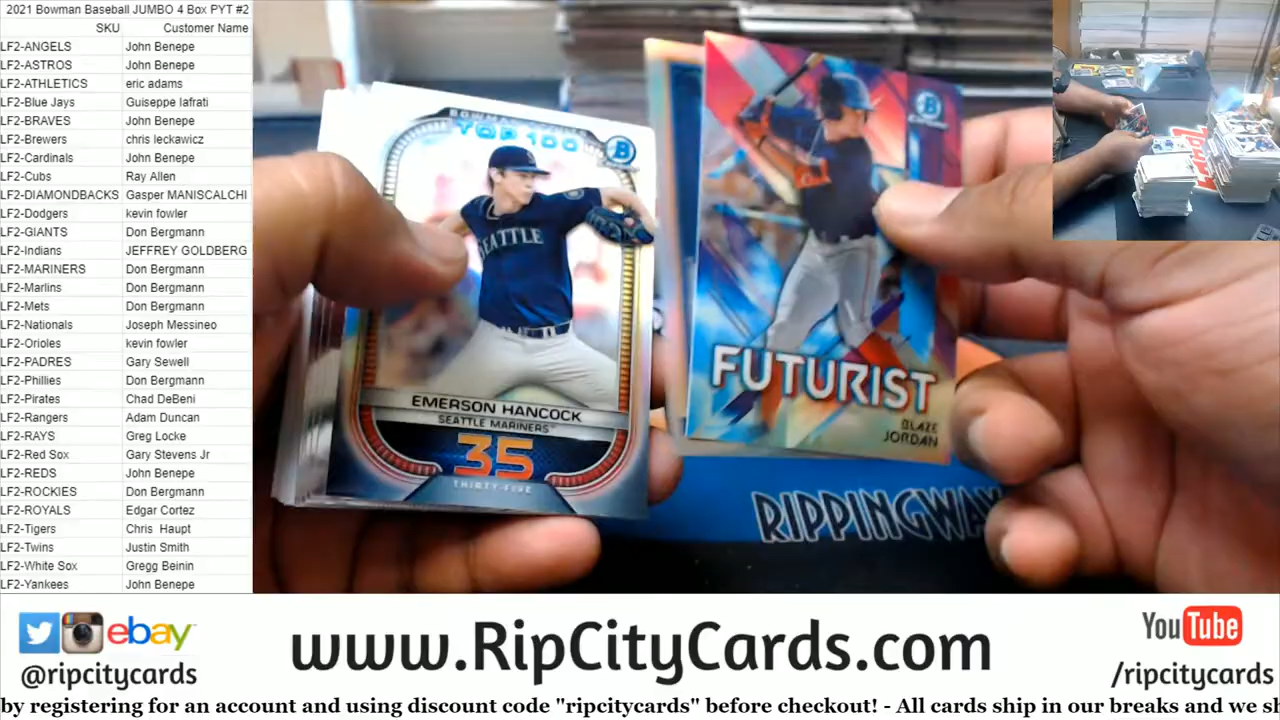 2021 Bowman Baseball JUMBO 4 Box PYT #2
SKU Customer Name
LF2-ANGELS John Benepe
LF2-ASTROS John Benepe
LF2-ATHLETICS eric adams
LF2-Blue Jays Guiseppe Iafrati
LF2-BRAVES John Benepe
LF2-Brewers chris leckawicz
LF2-Cardinals John Benepe
LF2-Cubs Ray Allen
LF2-DIAMONDBACKS Gasper MANISCALCHI
LF2-Dodgers kevin fowler
LF2-GIANTS Don Bergmann
LF2-Indians JEFFREY GOLDBERG
LF2-MARINERS Don Bergmann
LF2-Marlins Don Bergmann
LF2-Mets Don Bergmann
LF2-Nationals Joseph Messineo
LF2-Orioles kevin fowler
LF2-PADRES Gary Sewell
LF2-Phillies Don Bergmann
LF2-Pirates Chad DeBeni
LF2-Rangers Adam Duncan
LF2-RAYS Greg Locke
LF2-Red Sox Gary Stevens Jr
LF2-REDS John Benepe
LF2-ROCKIES Don Bergmann
LF2-ROYALS Edgar Cortez
LF2-Tigers Chris Haupt
LF2-Twins Justin Smith
LF2-White Sox Gregg Beinin
LF2-Yankees John Benepe
TOP 100
B
SEATTLE
EMERSON HANCOCK
SEATTLE MARINERS
35
THIRTY-FIVE
B
FUTURIST
BLAZE
JORDAN
RIPPINGWAX
ebay
@ripcitycards
www.RipCityCards.com
YouTube
/ripcitycards
by registering for an account and using discount code "ripcitycards" before checkout! - All cards ship in our breaks and we sh